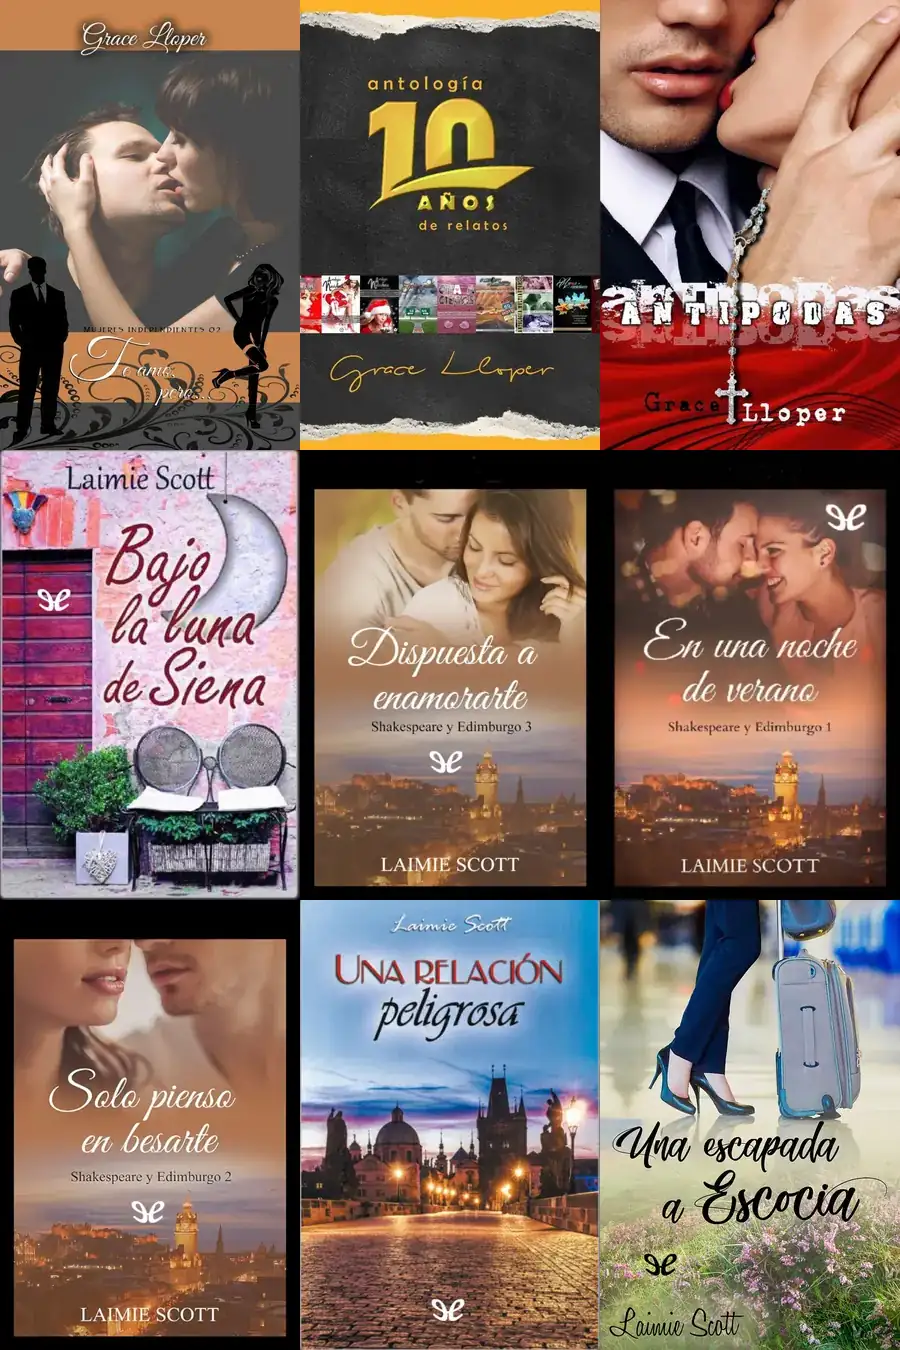 Grace Lloper
MUJERES INDEPENDIENTES 02
Te amo,
pero...
antología
10
AÑOS
de relatos
Grace Lloper
ANTIPODAS
Grace Lloper
Laimie Scott
Bajo
la luna
de Siena
Dispuesta a
enamorarte
Shakespeare y Edimburgo 3
LAIMIE SCOTT
En una noche
de verano
Shakespeare y Edimburgo 1
LAIMIE SCOTT
Solo pienso
en besarte
Shakespeare y Edimburgo 2
LAIMIE SCOTT
Laimie Scott
UNA RELACIÓN
peligrosa
Una escapada
a Escocia
Laimie Scott